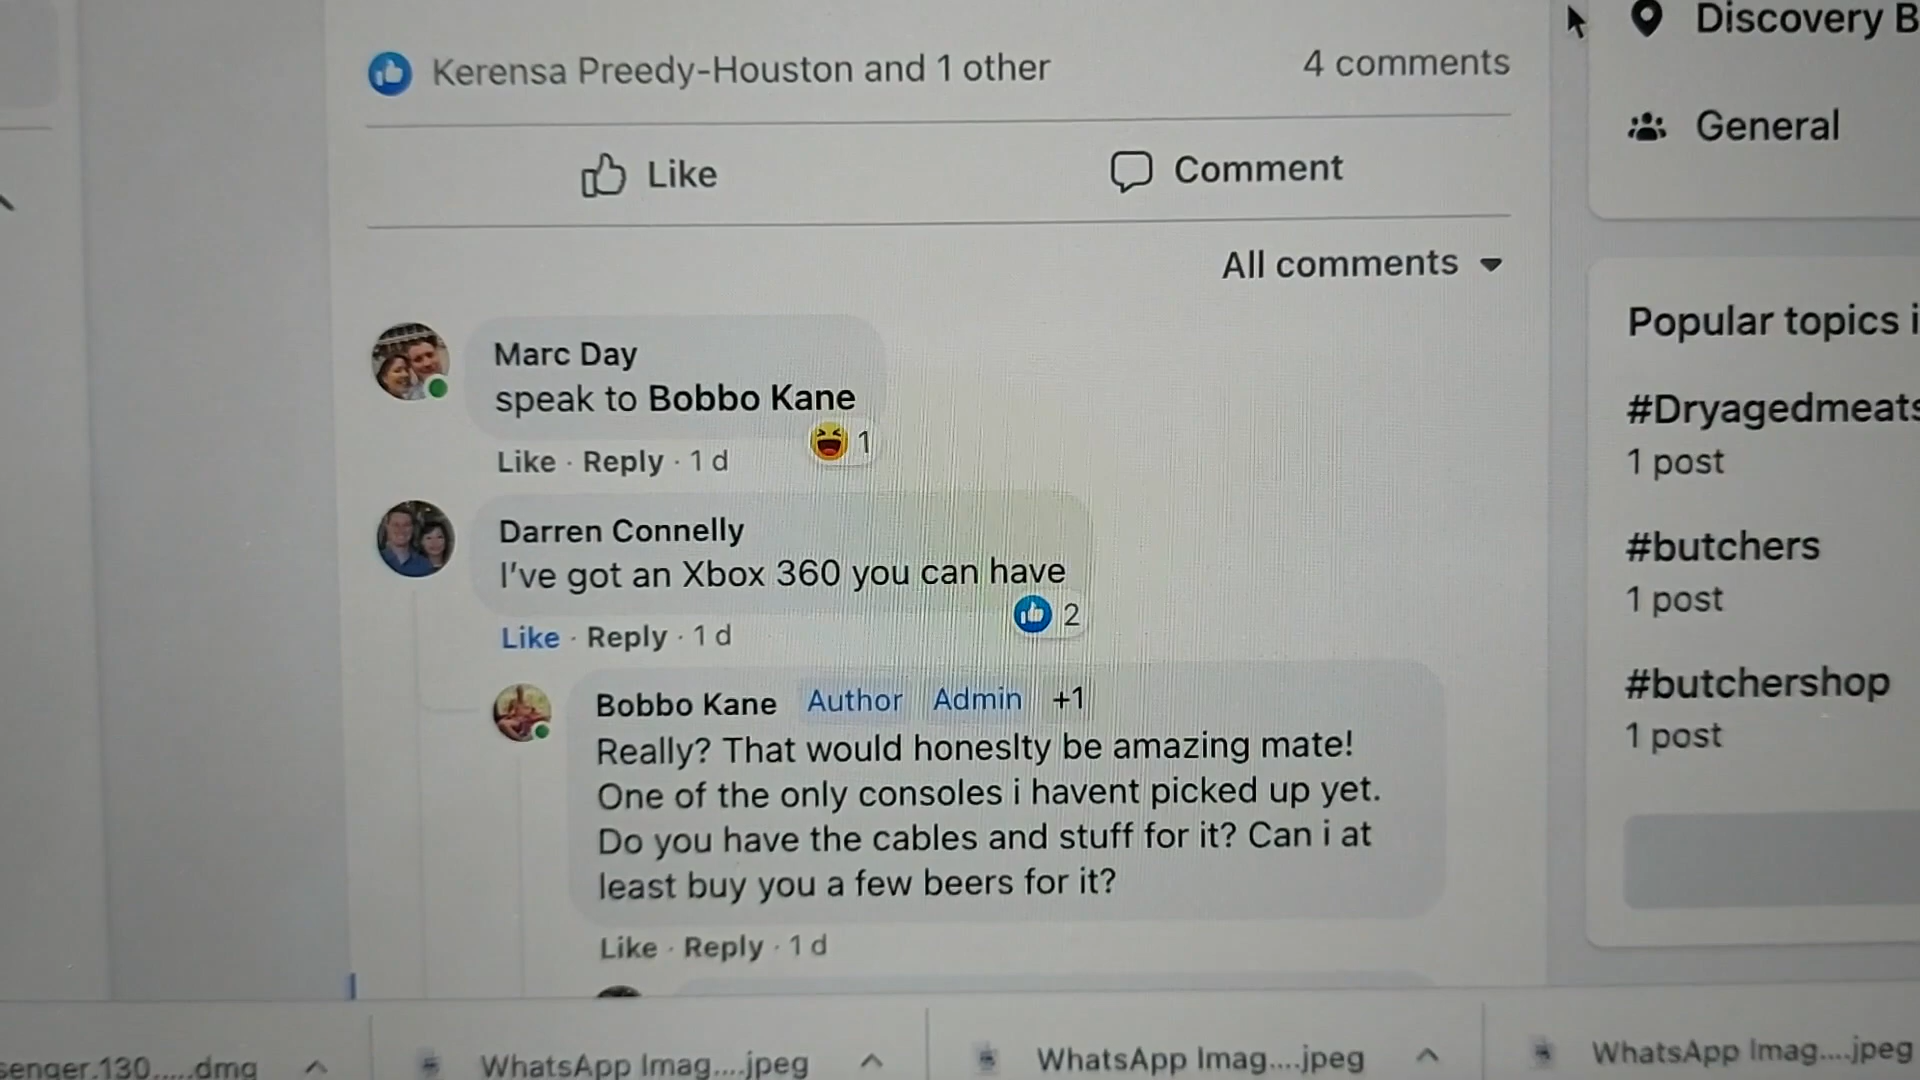 Kerensa Preedy-Houston and 1 other
4 comments
Like
Comment
All comments
Marc Day
speak to Bobbo Kane
1
Like · Reply · 1 d
Darren Connelly
I've got an Xbox 360 you can have
2
Like · Reply · 1 d
Bobbo Kane Author Admin +1
Really? That would honeslty be amazing mate!
One of the only consoles i havent picked up yet.
Do you have the cables and stuff for it? Can i at
least buy you a few beers for it?
Like · Reply · 1 d
Discovery B
General
Popular topics i
#Dryagedmeats
1 post
#butchers
1 post
#butchershop
1 post
senger.130.....dmg
WhatsApp Imag....jpeg
WhatsApp Imag....jpeg
WhatsApp Imag....jpeg